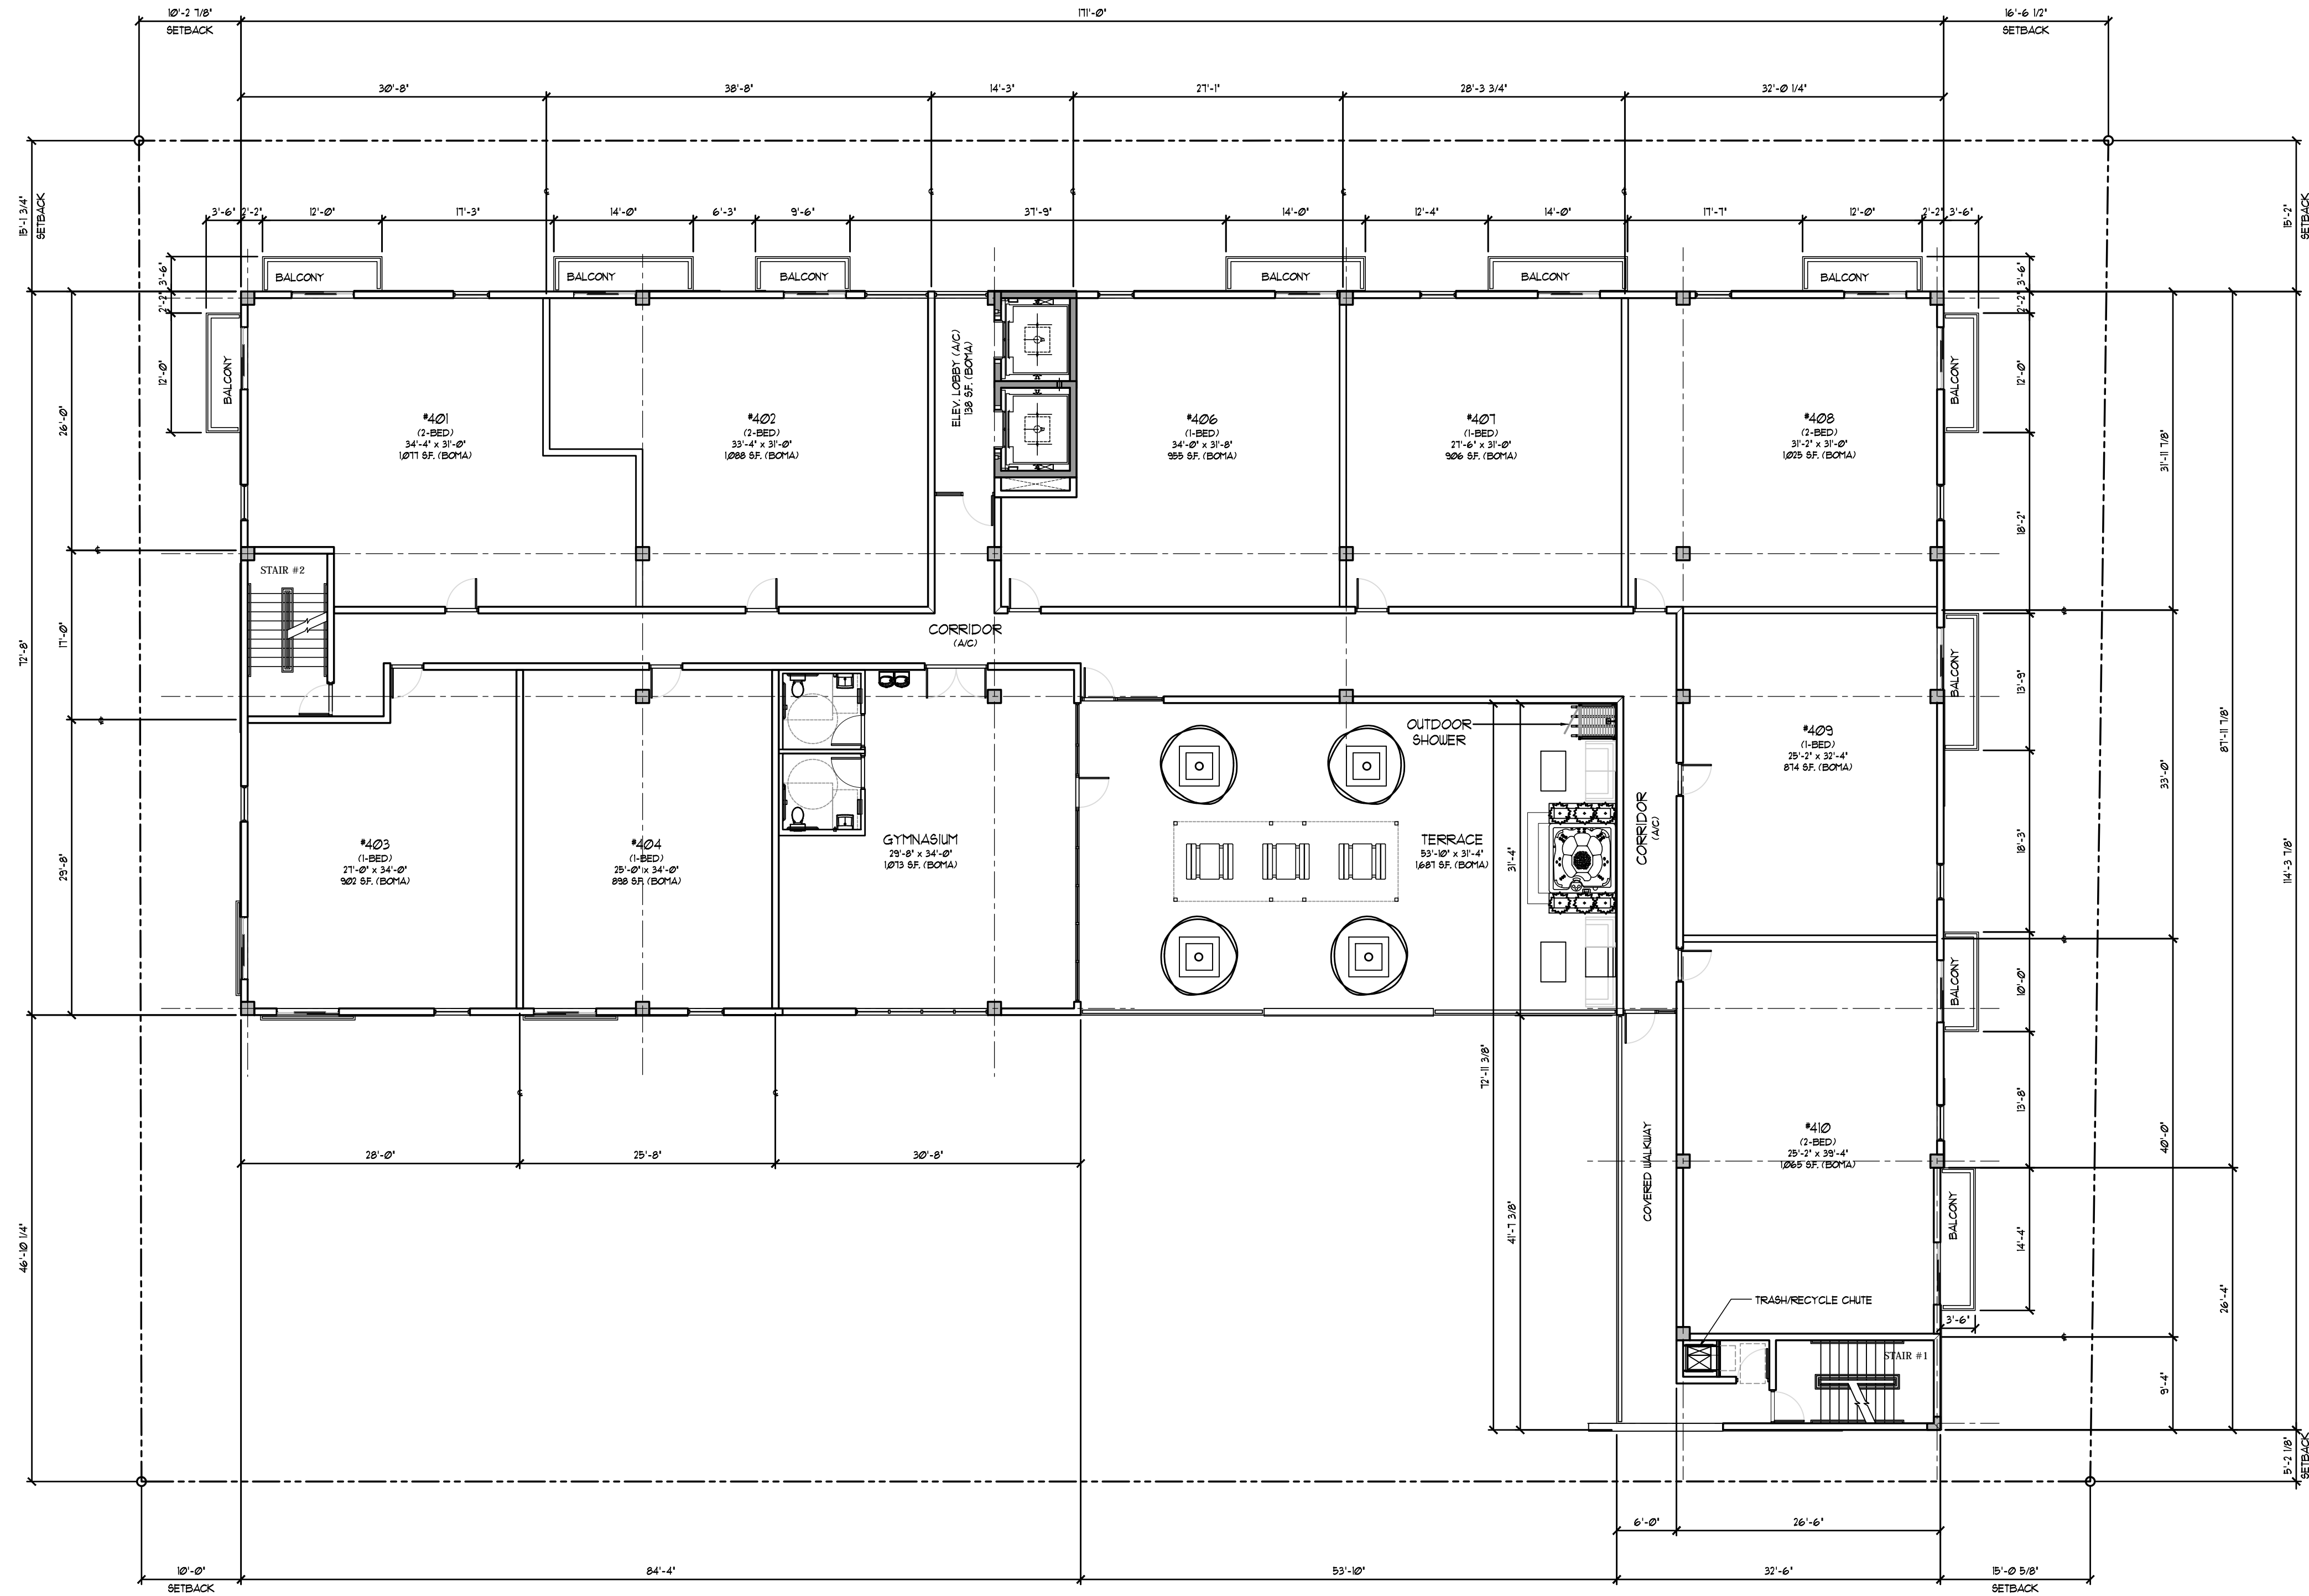 10'-2 7/8"
171'-0"
16'-6 1/2"
SETBACK
SETBACK
30'-8"
38'-8"
14'-3"
27'-1"
28'-3 3/4"
32'-0 1/4"
15'-1 3/4"
SETBACK
15'-2"
SETBACK
3'-6"
2'-2"
12'-0"
17'-3"
14'-0"
6'-3"
9'-6"
37'-9"
14'-0"
12'-4"
14'-0"
17'-7"
12'-0"
2'-2"
3'-6"
3'-6"
2'-2"
12'-0"
BALCONY
BALCONY
BALCONY
BALCONY
BALCONY
BALCONY
3'-6"
2'-2"
12'-0"
BALCONY
BALCONY
26'-0"
17'-0"
29'-8"
72'-8"
46'-10 1/4"
#401
(2-BED)
34'-4" x 31'-0"
1,077 S.F. (BOMA)
#402
(2-BED)
33'-4" x 31'-0"
1,088 S.F. (BOMA)
ELEV. LOBBY (A/C)
138 S.F. (BOMA)
#406
(1-BED)
34'-0" x 31'-8"
955 S.F. (BOMA)
#407
(1-BED)
27'-6" x 31'-0"
906 S.F. (BOMA)
#408
(2-BED)
31'-2" x 31'-0"
1,025 S.F. (BOMA)
18'-2"
31'-11 7/8"
STAIR #2
CORRIDOR
(A/C)
BALCONY
13'-9"
OUTDOOR
SHOWER
#409
(1-BED)
25'-2" x 32'-4"
874 S.F. (BOMA)
33'-0"
87'-11 7/8"
CORRIDOR
(A/C)
#403
(1-BED)
27'-0" x 34'-0"
902 S.F. (BOMA)
#404
(1-BED)
25'-0" x 34'-0"
898 S.F. (BOMA)
GYMNASIUM
29'-8" x 34'-0"
1,073 S.F. (BOMA)
TERRACE
53'-10" x 31'-4"
1,687 S.F. (BOMA)
31'-4"
18'-3"
114'-3 7/8"
BALCONY
10'-0"
72'-11 3/8"
13'-8"
#410
(2-BED)
25'-2" x 39'-4"
1,065 S.F. (BOMA)
40'-0"
28'-0"
25'-8"
30'-8"
COVERED WALKWAY
41'-7 3/8"
BALCONY
14'-4"
26'-4"
TRASH/RECYCLE CHUTE
3'-6"
STAIR #1
9'-4"
5'-2 1/8"
SETBACK
6'-0"
26'-6"
10'-0"
84'-4"
53'-10"
32'-6"
15'-0 5/8"
SETBACK
SETBACK